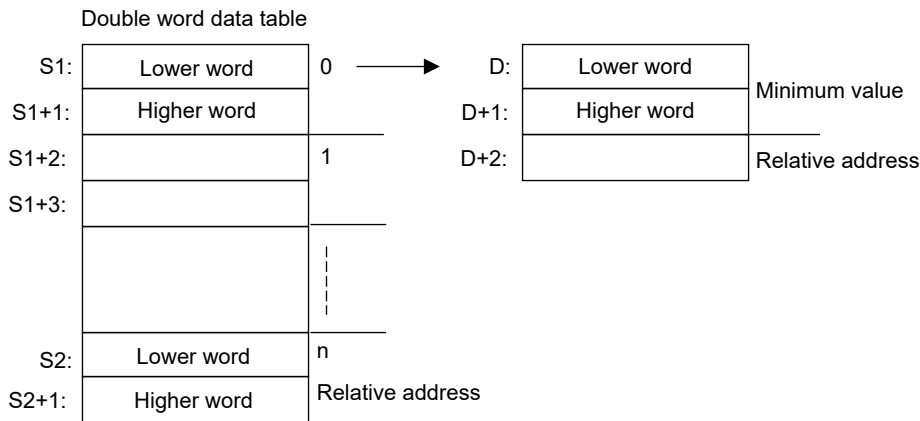 Double word data table
S1: Lower word 0 D: Lower word
Minimum value
S1+1: Higher word D+1: Higher word
S1+2: 1 D+2: Relative address
S1+3:
S2: Lower word n
S2+1: Higher word Relative address